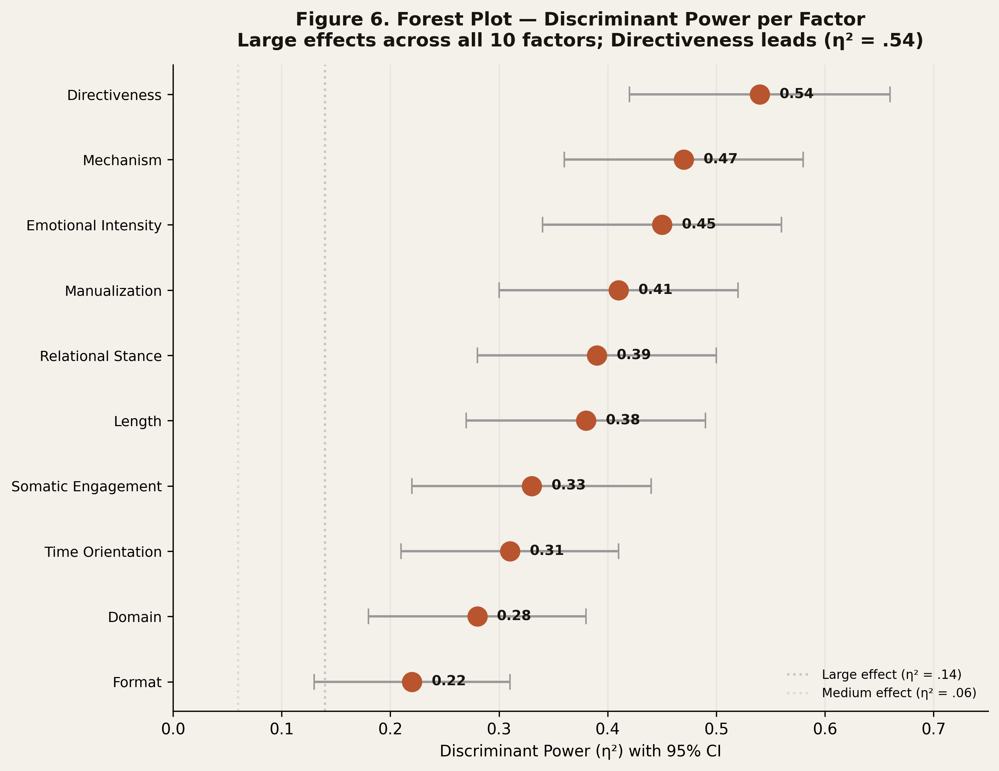 Figure 6. Forest Plot — Discriminant Power per Factor
Large effects across all 10 factors; Directiveness leads (η² = .54)
Directiveness
0.54
Mechanism
0.47
Emotional Intensity
0.45
Manualization
0.41
Relational Stance
0.39
Length
0.38
Somatic Engagement
0.33
Time Orientation
0.31
Domain
0.28
Format
0.22
Large effect (η² = .14)
Medium effect (η² = .06)
0.0 0.1 0.2 0.3 0.4 0.5 0.6 0.7
Discriminant Power (η²) with 95% CI